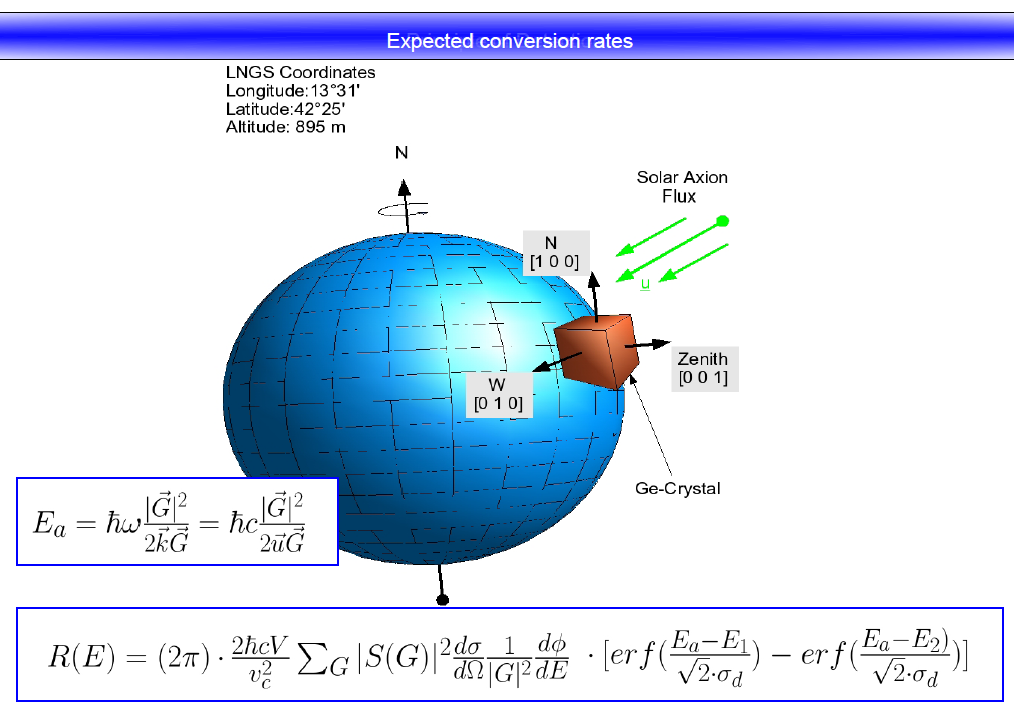 Expected conversion rates
LNGS Coordinates
Longitude:13°31'
Latitude:42°25'
Altitude: 895 m
N
Solar Axion
Flux
N
[1 0 0]
u
Zenith
[0 0 1]
W
[0 1 0]
Ge-Crystal
E_a = ħω |G⃗|²/(2k⃗G⃗) = ħc |G⃗|²/(2u⃗G⃗)
R(E) = (2π) · (2ħcV/v_c²) ∑_G |S(G)|² (dσ/dΩ) (1/|G|²) (dϕ/dE) · [erf((E_a−E_1)/(√2·σ_d)) − erf((E_a−E_2)/(√2·σ_d))]